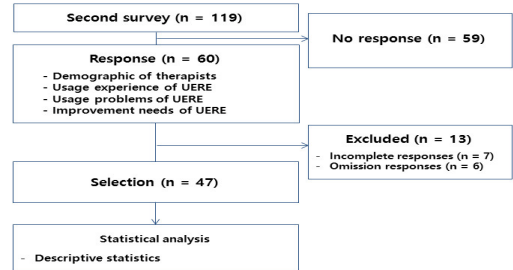 Second survey (n = 119)
No response (n = 59)
Response (n = 60)
- Demographic of therapists
- Usage experience of UERE
- Usage problems of UERE
- Improvement needs of UERE
Excluded (n = 13)
- Incomplete responses (n = 7)
- Omission responses (n = 6)
Selection (n = 47)
Statistical analysis
- Descriptive statistics